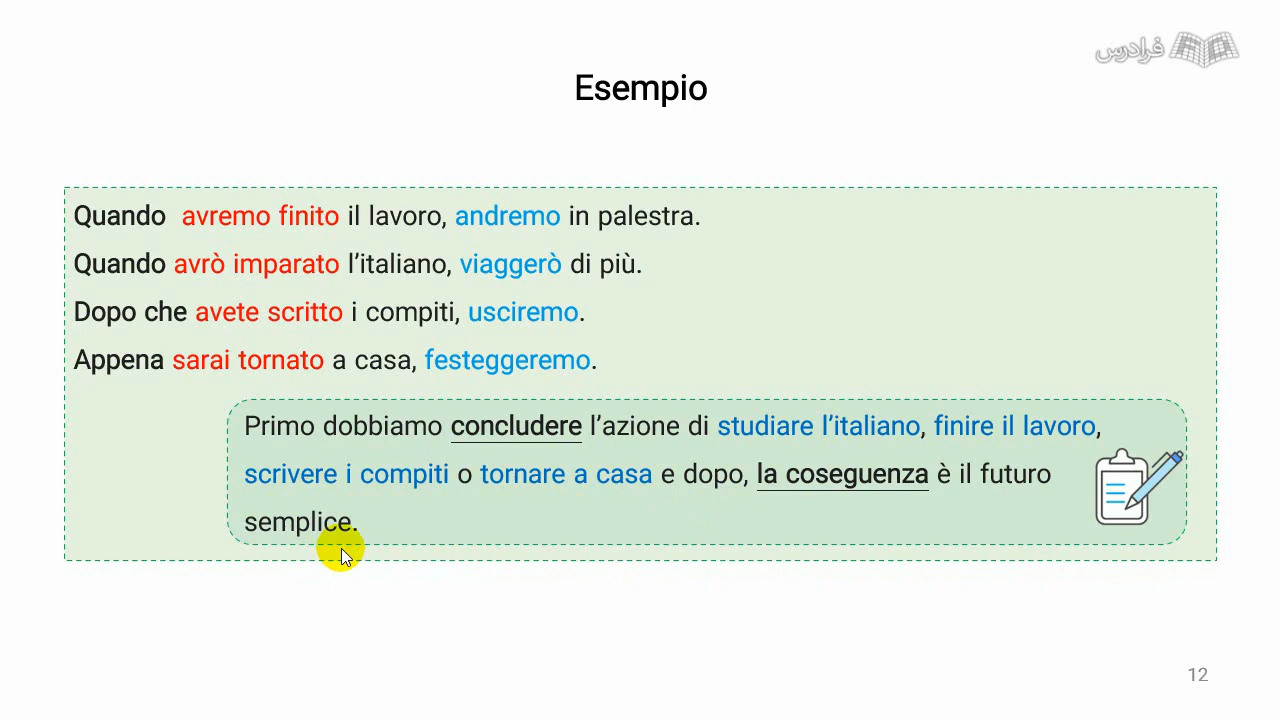 فرادرس
Esempio
Quando avremo finito il lavoro, andremo in palestra.
Quando avrò imparato l’italiano, viaggerò di più.
Dopo che avete scritto i compiti, usciremo.
Appena sarai tornato a casa, festeggeremo.
Primo dobbiamo concludere l’azione di studiare l’italiano, finire il lavoro,
scrivere i compiti o tornare a casa e dopo, la coseguenza è il futuro
semplice.
12